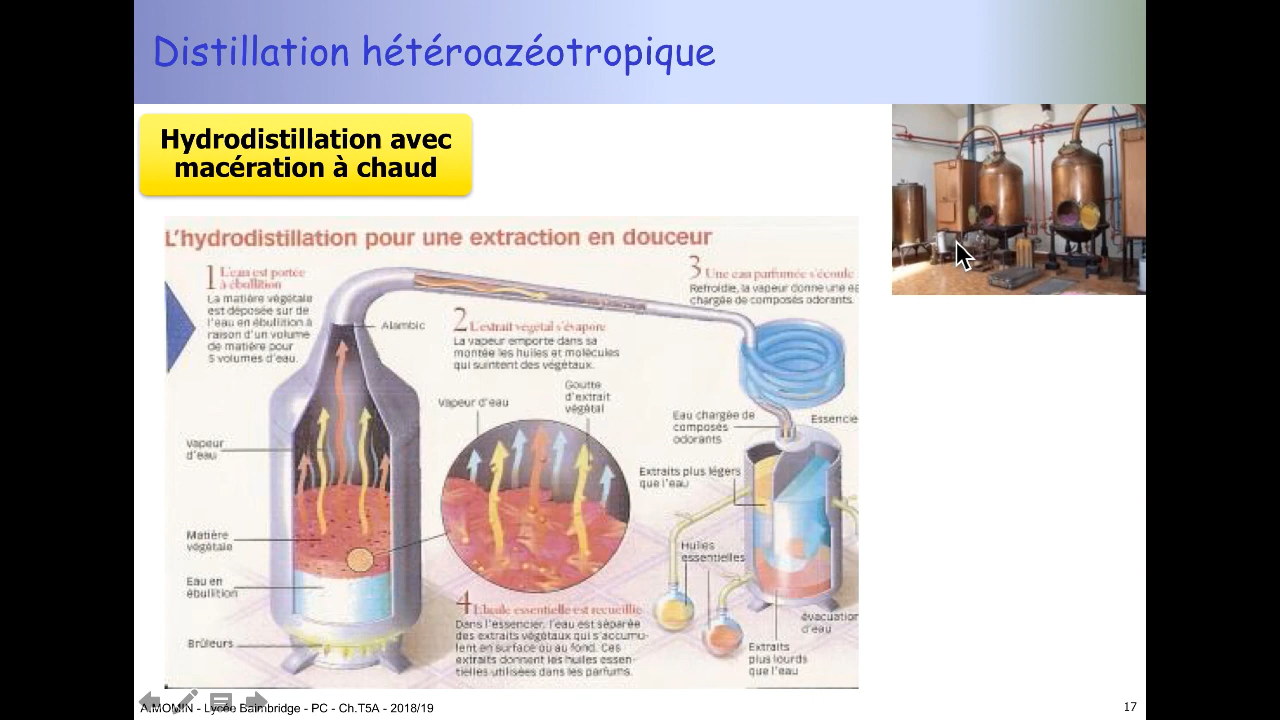 Distillation hétéroazéotropique
Hydrodistillation avec
macération à chaud
L'hydrodistillation pour une extraction en douceur
1 L'eau est portée
à ébullition
La matière végétale
est déposée sur de
l'eau en ébullition à
raison d'un volume
de matière pour
5 volumes d'eau.
Alambic
2 L'extrait végétal s'évapore
La vapeur emporte dans sa
montée les huiles et molécules
qui suintent des végétaux.
3 Une eau parfumée s'écoule
Refroidie, la vapeur donne une ea
chargée de composés odorants.
Vapeur d'eau
Goutte
d'extrait
végétal
Eau chargée de
composés
odorants
Essencie
Vapeur
d'eau
Extraits plus légers
que l'eau
Matière
végétale
Huiles
essentielles
Eau en
ébullition
4 L'huile essentielle est recueillie
Dans l'essencier, l'eau est séparée
des extraits végétaux qui s'accumu-
lent en surface ou au fond. Ces
extraits donnent les huiles essen-
tielles utilisées dans les parfums.
évacuation
d'eau
Brûleurs
Extraits
plus lourds
que l'eau
A.MOMIN - Lycée Baimbridge - PC - Ch.T5A - 2018/19
17